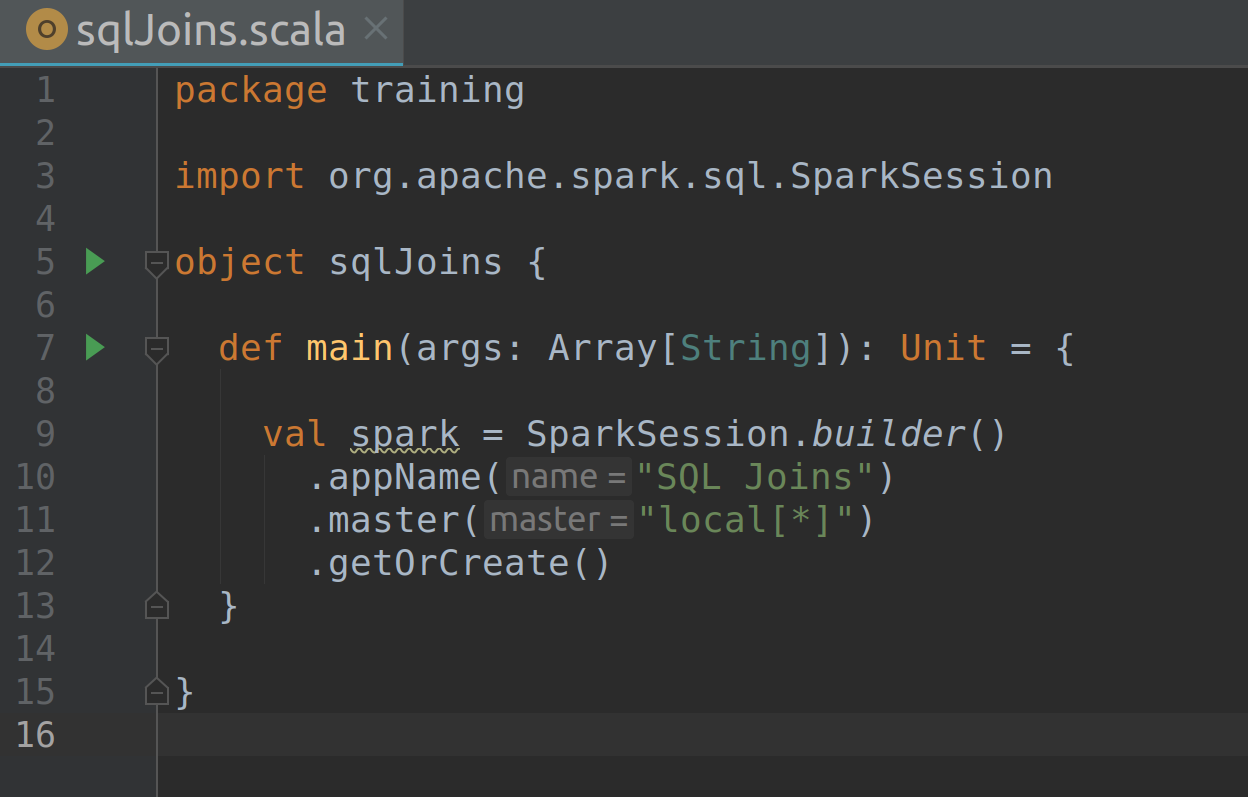 sqlJoins.scala
1 package training
2
3 import org.apache.spark.sql.SparkSession
4
5 object sqlJoins {
6
7   def main(args: Array[String]): Unit = {
8
9     val spark = SparkSession.builder()
10       .appName( name = "SQL Joins")
11       .master( master = "local[*]")
12       .getOrCreate()
13   }
14
15 }
16